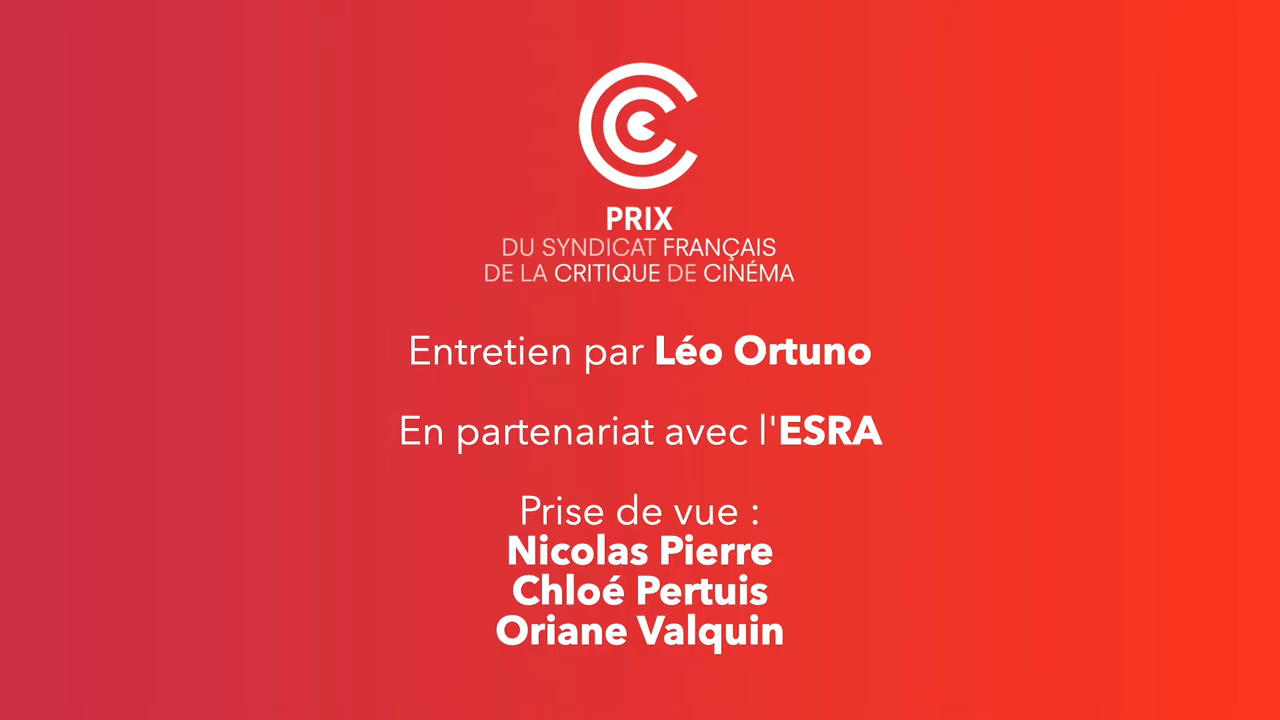 PRIX
DU SYNDICAT FRANÇAIS
DE LA CRITIQUE DE CINÉMA
Entretien par Léo Ortuno
En partenariat avec l'ESRA
Prise de vue :
Nicolas Pierre
Chloé Pertuis
Oriane Valquin